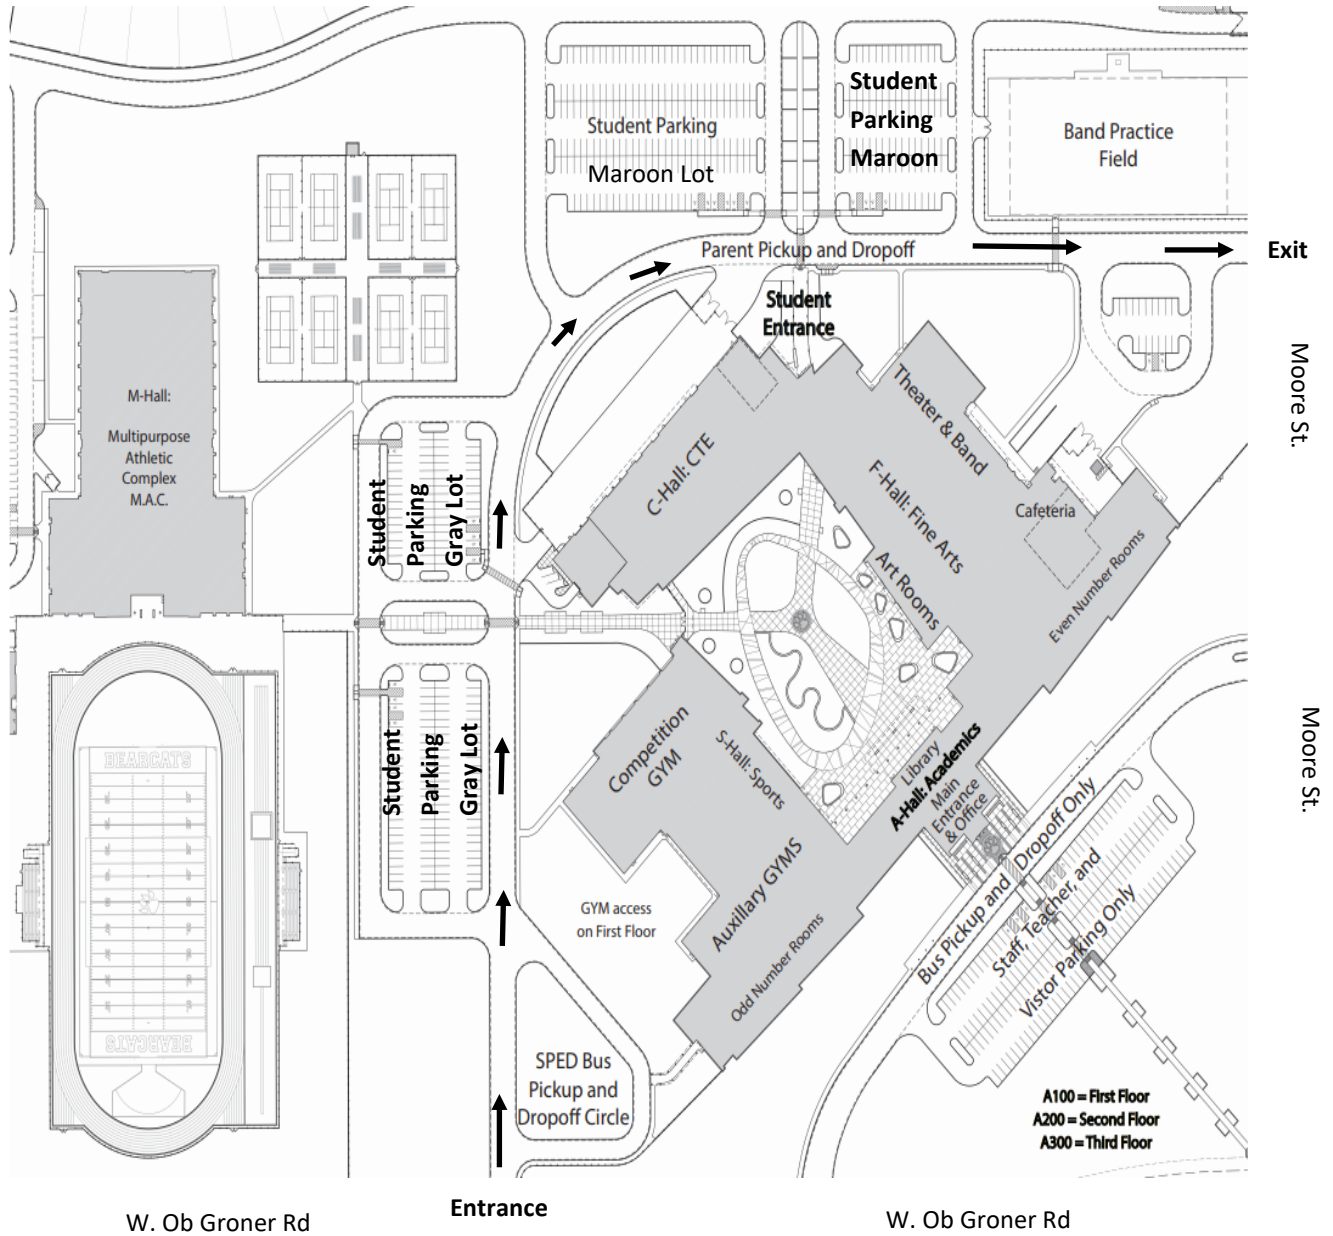 Student Parking
Maroon Lot
Student
Parking
Maroon
Band Practice
Field
Parent Pickup and Dropoff
Exit
Student
Entrance
Moore St.
M-Hall:
Multipurpose
Athletic
Complex
M.A.C.
Student
Parking
Gray Lot
C-Hall: CTE
Theater & Band
F-Hall: Fine Arts
Art Rooms
Cafeteria
Even Number Rooms
Student
Parking
Gray Lot
Competition
GYM
S-Hall: Sports
Auxillary GYMS
Odd Number Rooms
GYM access
on First Floor
Library
A-Hall: Academics
Main
Entrance
& Office
Bus Pickup and Dropoff Only
Staff, Teacher, and
Vistor Parking Only
Moore St.
BEARCATS
BEARCATS
SPED Bus
Pickup and
Dropoff Circle
A100 = First Floor
A200 = Second Floor
A300 = Third Floor
Entrance
W. Ob Groner Rd
W. Ob Groner Rd